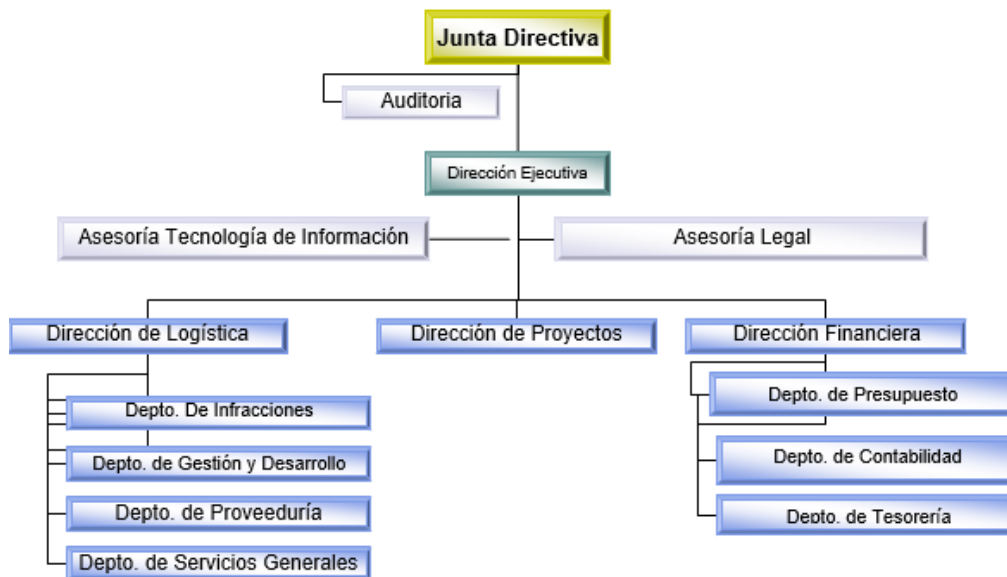 Junta Directiva
Auditoria
Dirección Ejecutiva
Asesoría Tecnología de Información
Asesoría Legal
Dirección de Logística
Dirección de Proyectos
Dirección Financiera
Depto. De Infracciones
Depto. de Gestión y Desarrollo
Depto. de Proveeduría
Depto. de Servicios Generales
Depto. de Presupuesto
Depto. de Contabilidad
Depto. de Tesorería